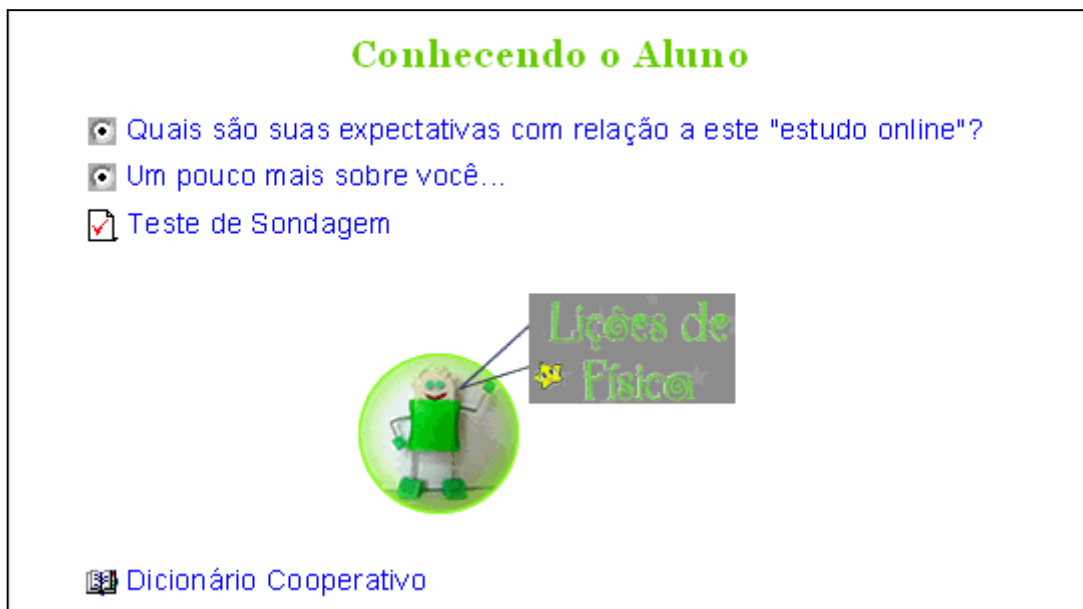 Conhecendo o Aluno
Quais são suas expectativas com relação a este "estudo online"?
Um pouco mais sobre você...
Teste de Sondagem
Lições de
Física
Dicionário Cooperativo